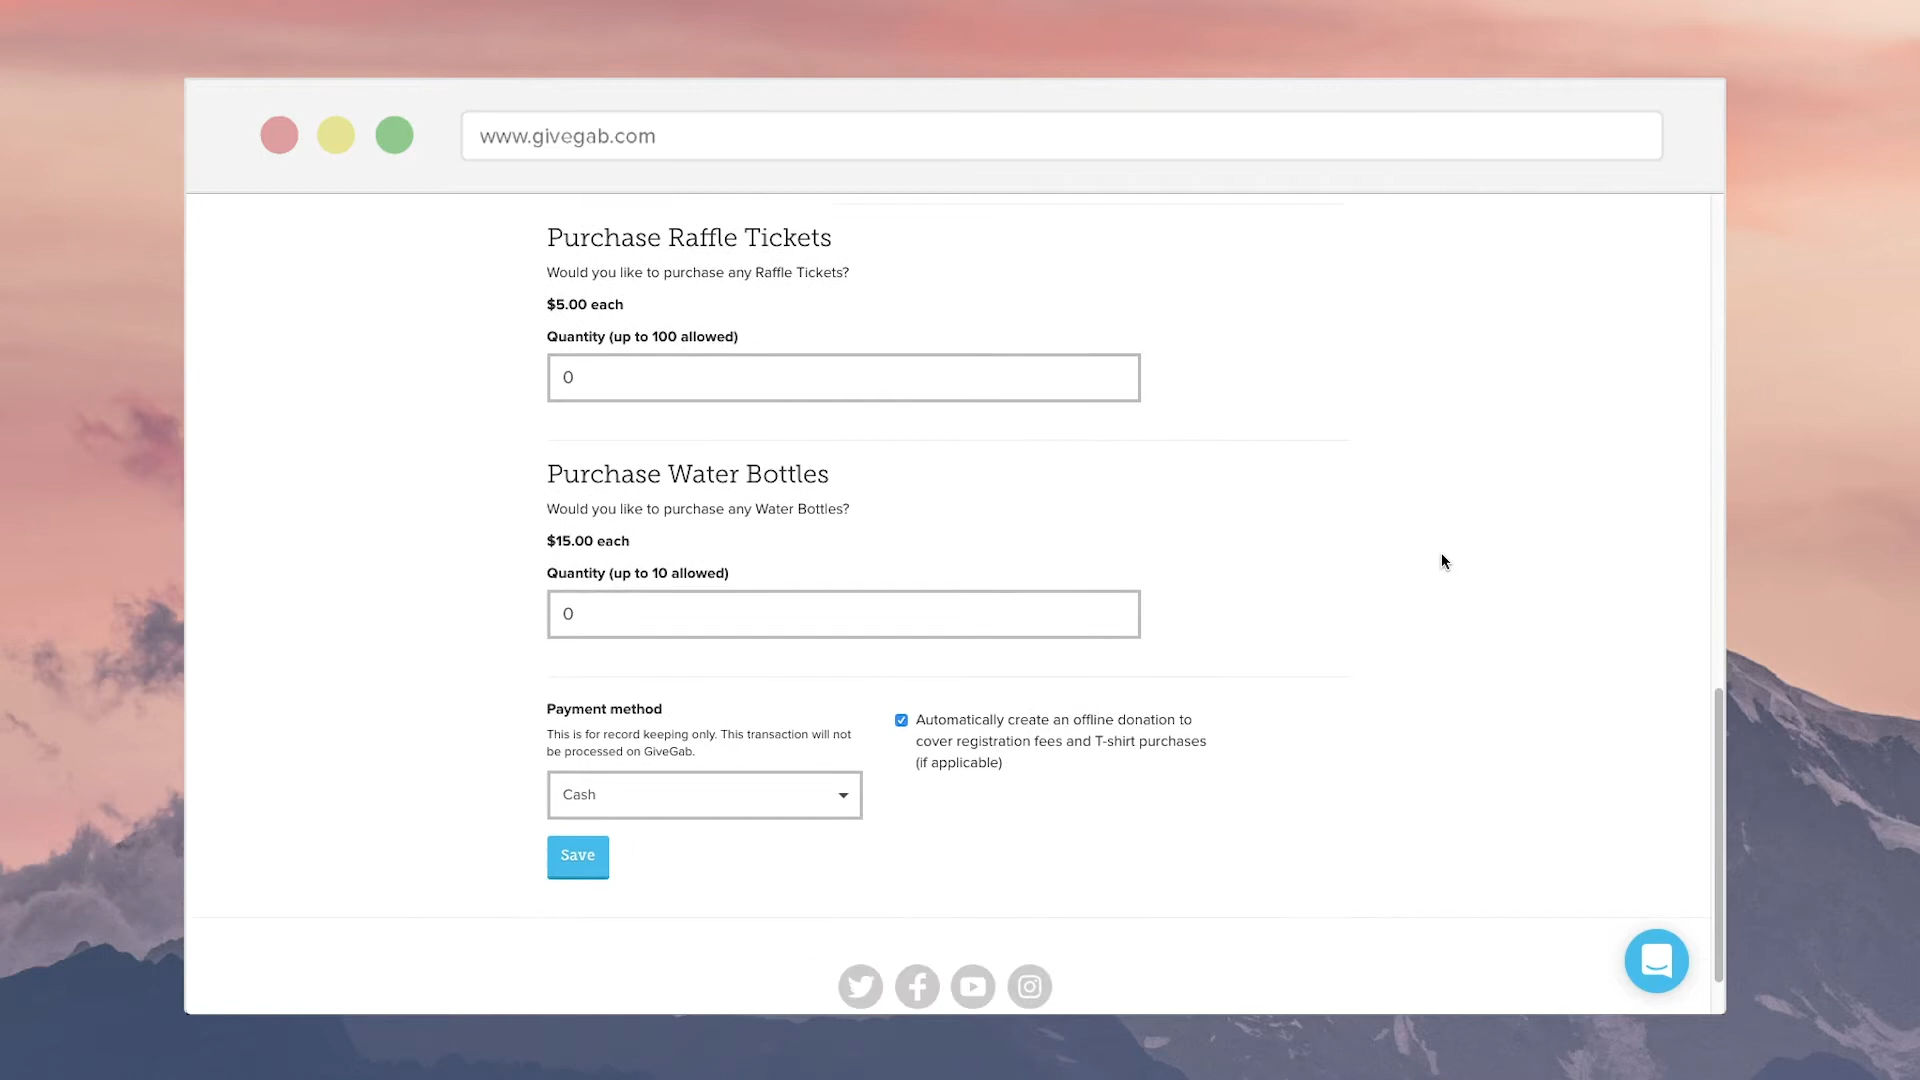 www.givegab.com
Purchase Raffle Tickets
Would you like to purchase any Raffle Tickets?
$5.00 each
Quantity (up to 100 allowed)
0
Purchase Water Bottles
Would you like to purchase any Water Bottles?
$15.00 each
Quantity (up to 10 allowed)
0
Payment method
This is for record keeping only. This transaction will not
be processed on GiveGab.
Cash
Automatically create an offline donation to
cover registration fees and T-shirt purchases
(if applicable)
Save